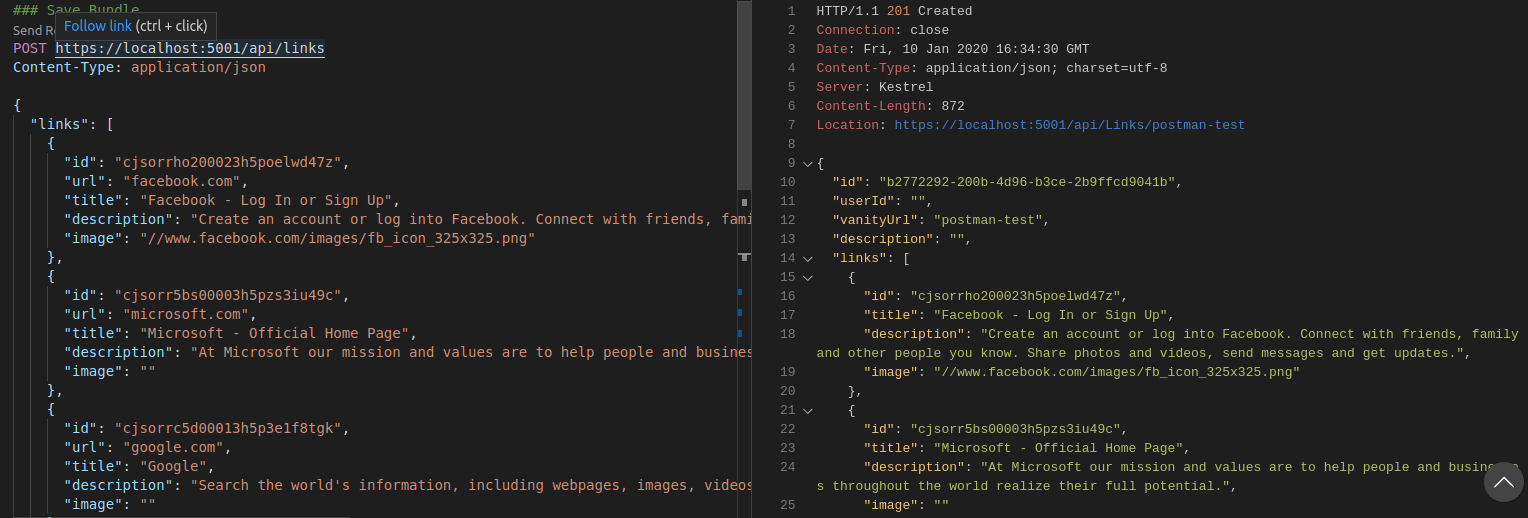 ### Save Bundle
Follow link (ctrl + click)
Send Re
POST https://localhost:5001/api/links
Content-Type: application/json
{
"links": [
{
"id": "cjsorrho200023h5poelwd47z",
"url": "facebook.com",
"title": "Facebook - Log In or Sign Up",
"description": "Create an account or log into Facebook. Connect with friends, fami
"image": "//www.facebook.com/images/fb_icon_325x325.png"
},
{
"id": "cjsorr5bs00003h5pzs3iu49c",
"url": "microsoft.com",
"title": "Microsoft - Official Home Page",
"description": "At Microsoft our mission and values are to help people and busines
"image": ""
},
{
"id": "cjsorrc5d00013h5p3e1f8tgk",
"url": "google.com",
"title": "Google",
"description": "Search the world's information, including webpages, images, videos
"image": ""
1 HTTP/1.1 201 Created
2 Connection: close
3 Date: Fri, 10 Jan 2020 16:34:30 GMT
4 Content-Type: application/json; charset=utf-8
5 Server: Kestrel
6 Content-Length: 872
7 Location: https://localhost:5001/api/Links/postman-test
8
9 {
10 "id": "b2772292-200b-4d96-b3ce-2b9ffcd9041b",
11 "userId": "",
12 "vanityUrl": "postman-test",
13 "description": "",
14 "links": [
15 {
16 "id": "cjsorrho200023h5poelwd47z",
17 "title": "Facebook - Log In or Sign Up",
18 "description": "Create an account or log into Facebook. Connect with friends, family
and other people you know. Share photos and videos, send messages and get updates.",
19 "image": "//www.facebook.com/images/fb_icon_325x325.png"
20 },
21 {
22 "id": "cjsorr5bs00003h5pzs3iu49c",
23 "title": "Microsoft - Official Home Page",
24 "description": "At Microsoft our mission and values are to help people and busines
s throughout the world realize their full potential.",
25 "image": ""